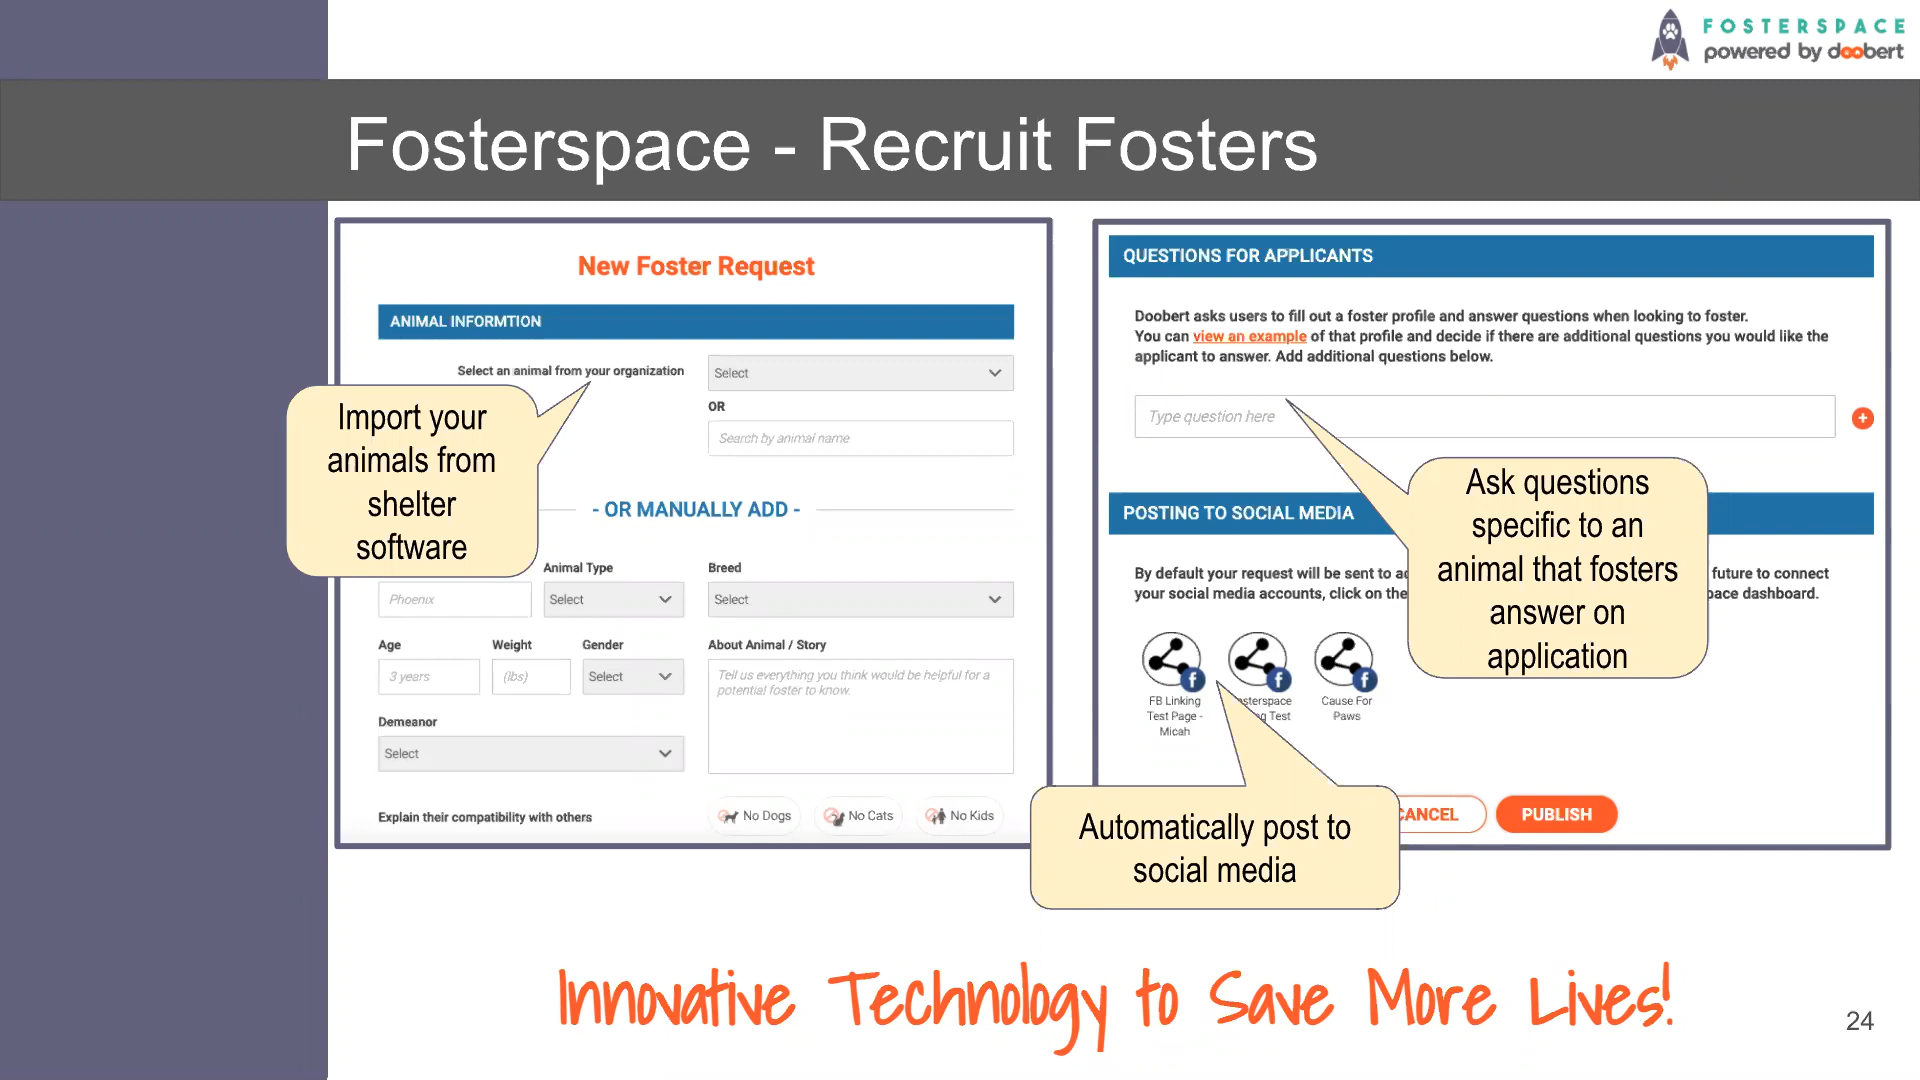 FOSTERSPACE
powered by doobert
Fosterspace - Recruit Fosters
New Foster Request
ANIMAL INFORMTION
Select an animal from your organization
Select
OR
Search by animal name
Import your
animals from
shelter
software
- OR MANUALLY ADD -
Animal Type
Breed
Phoenix
Select
Select
Age
Weight
Gender
About Animal / Story
3 years
(lbs)
Select
Tell us everything you think would be helpful for a
potential foster to know.
Demeanor
Select
Explain their compatibility with others
No Dogs
No Cats
No Kids
QUESTIONS FOR APPLICANTS
Doobert asks users to fill out a foster profile and answer questions when looking to foster.
You can view an example of that profile and decide if there are additional questions you would like the
applicant to answer. Add additional questions below.
Type question here
Ask questions
specific to an
animal that fosters
answer on
application
POSTING TO SOCIAL MEDIA
By default your request will be sent to future to connect
your social media accounts, click on the dashboard.
FB Linking
Test Page -
Micah
Test
Cause For
Paws
Automatically post to
social media
CANCEL
PUBLISH
Innovative Technology to Save More Lives!
24